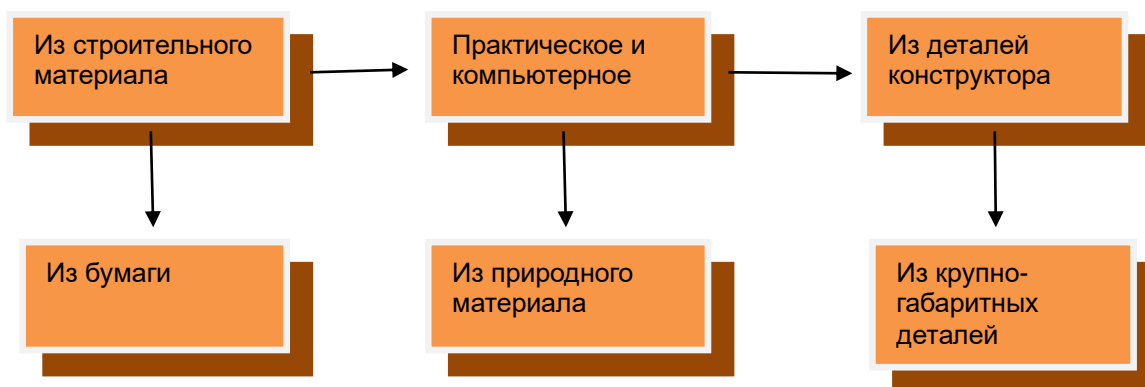 Из строительного
материала
Практическое и
компьютерное
Из деталей
конструктора
Из бумаги
Из природного
материала
Из крупно-
габаритных
деталей